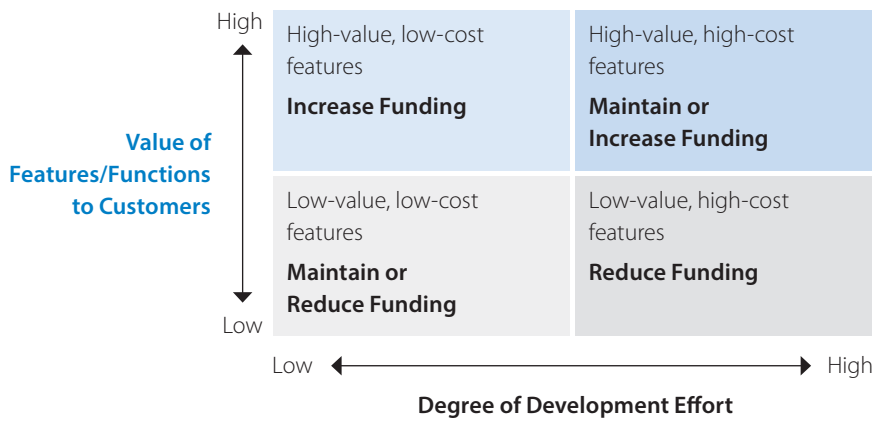 High
High-value, low-cost
features
Increase Funding
High-value, high-cost
features
Maintain or
Increase Funding
Value of
Features/Functions
to Customers
Low-value, low-cost
features
Maintain or
Reduce Funding
Low-value, high-cost
features
Reduce Funding
Low
Low
High
Degree of Development Effort